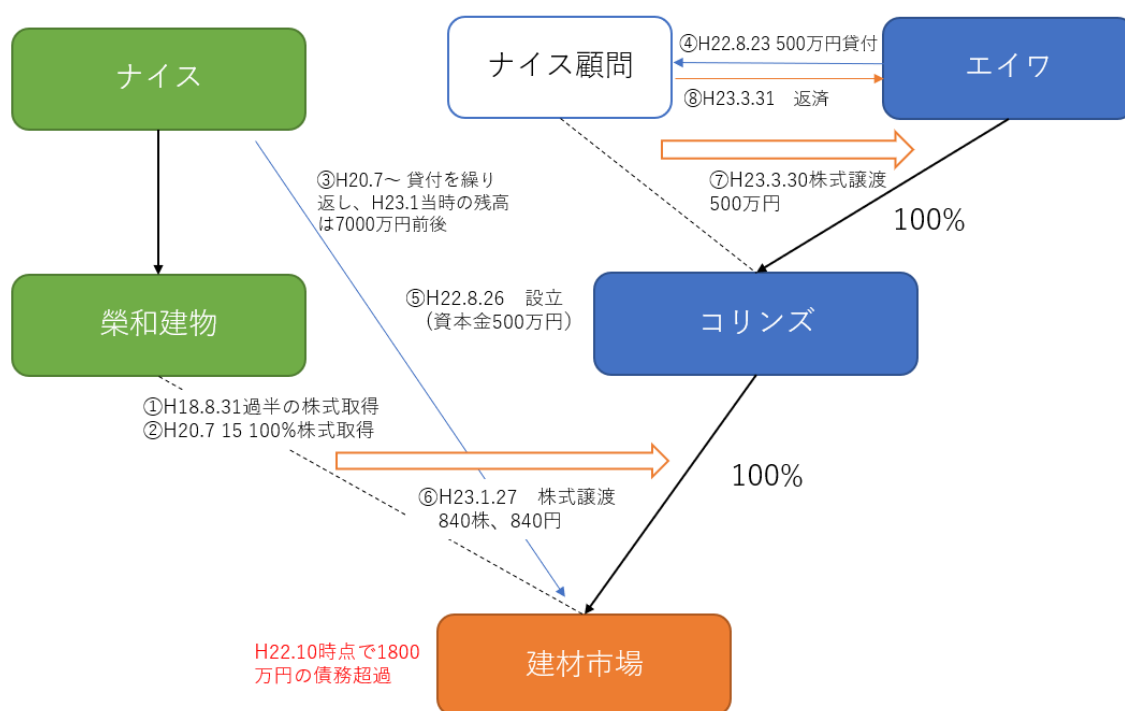 ナイス
ナイス顧問
④H22.8.23 500万円貸付
エイワ
⑧H23.3.31　返済
③H20.7～ 貸付を繰り
返し、H23.1当時の残高
は7000万円前後
⑦H23.3.30株式譲渡
500万円
100%
榮和建物
⑤H22.8.26　設立
（資本金500万円）
コリンズ
①H18.8.31過半の株式取得
②H20.7 15 100%株式取得
100%
⑥H23.1.27　株式譲渡
840株、840円
H22.10時点で1800
万円の債務超過
建材市場